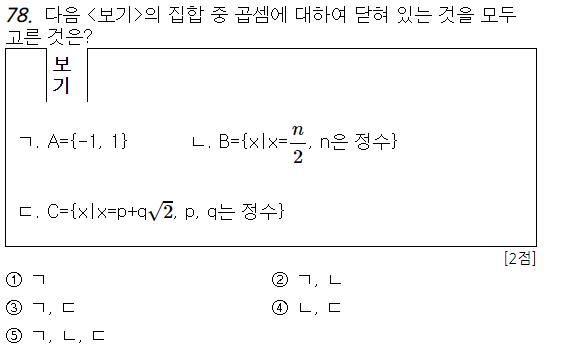 78. 다음 <보기>의 집합 중 곱셈에 대하여 닫혀 있는 것을 모두
고른 것은?
보
기
ㄱ. A={-1, 1} ㄴ. B={x|x=n/2, n은 정수}
ㄷ. C={x|x=p+q√2, p, q는 정수}
[2점]
① ㄱ ② ㄱ, ㄴ
③ ㄱ, ㄷ ④ ㄴ, ㄷ
⑤ ㄱ, ㄴ, ㄷ